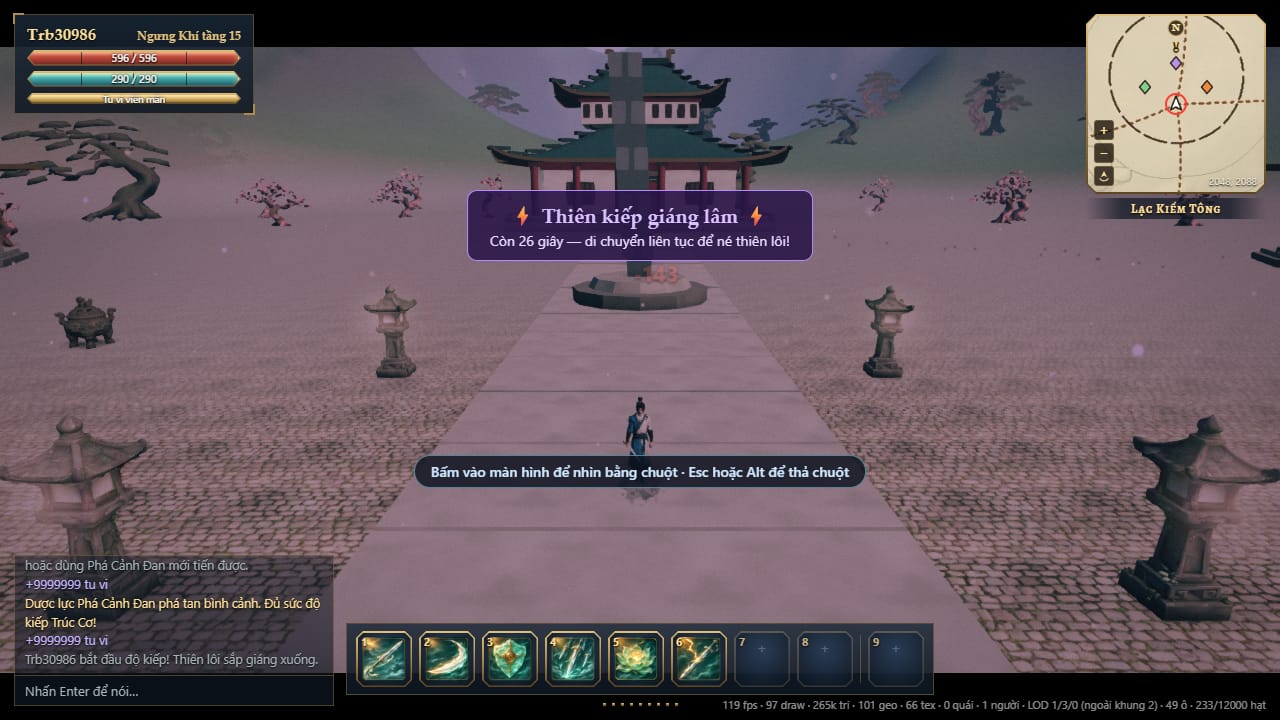 Trb30986
Ngưng Khí tầng 15
596 / 596
290 / 290
Tu vi viên mãn
Thiên kiếp giáng lâm
Còn 26 giây — di chuyển liên tục để né thiên lôi!
-143
N
+
−
2048, 2088
Lạc Kiếm Tông
Bấm vào màn hình để nhìn bằng chuột · Esc hoặc Alt để thả chuột
hoặc dùng Phá Cảnh Đan mới tiến được.
+9999999 tu vi
Dược lực Phá Cảnh Đan phá tan bình cảnh. Đủ sức độ
kiếp Trúc Cơ!
+9999999 tu vi
Trb30986 bắt đầu độ kiếp! Thiên lôi sắp giáng xuống.
Nhấn Enter để nói...
1 2 3 4 5 6 7 8 9
119 fps · 97 draw · 265k tri · 101 geo · 66 tex · 0 quái · 1 người · LOD 1/3/0 (ngoài khung 2) · 49 ô · 233/12000 hạt